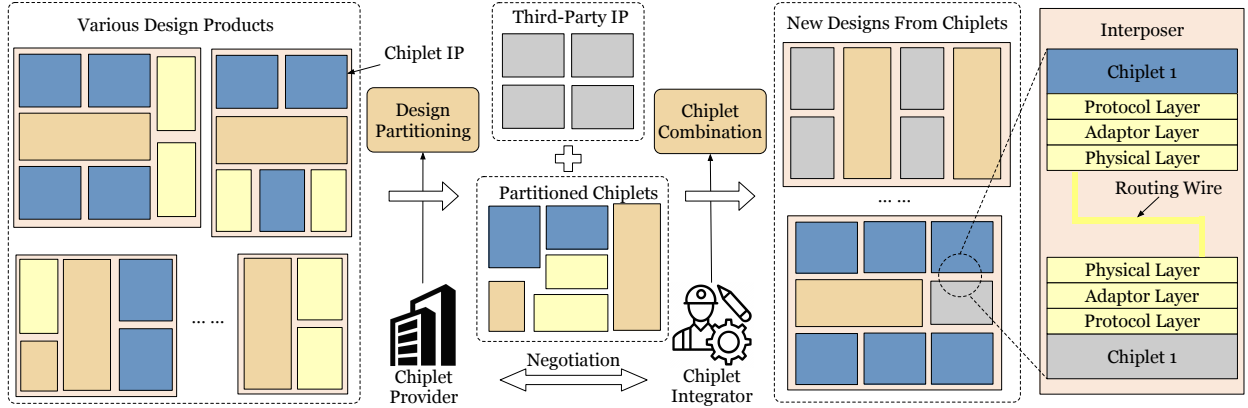 Various Design Products
Chiplet IP
Design
Partitioning
Chiplet
Provider
Third-Party IP
Partitioned Chiplets
Negotiation
Chiplet
Combination
Chiplet
Integrator
New Designs From Chiplets
... ...
... ...
Interposer
Chiplet 1
Protocol Layer
Adaptor Layer
Physical Layer
Routing Wire
Physical Layer
Adaptor Layer
Protocol Layer
Chiplet 1